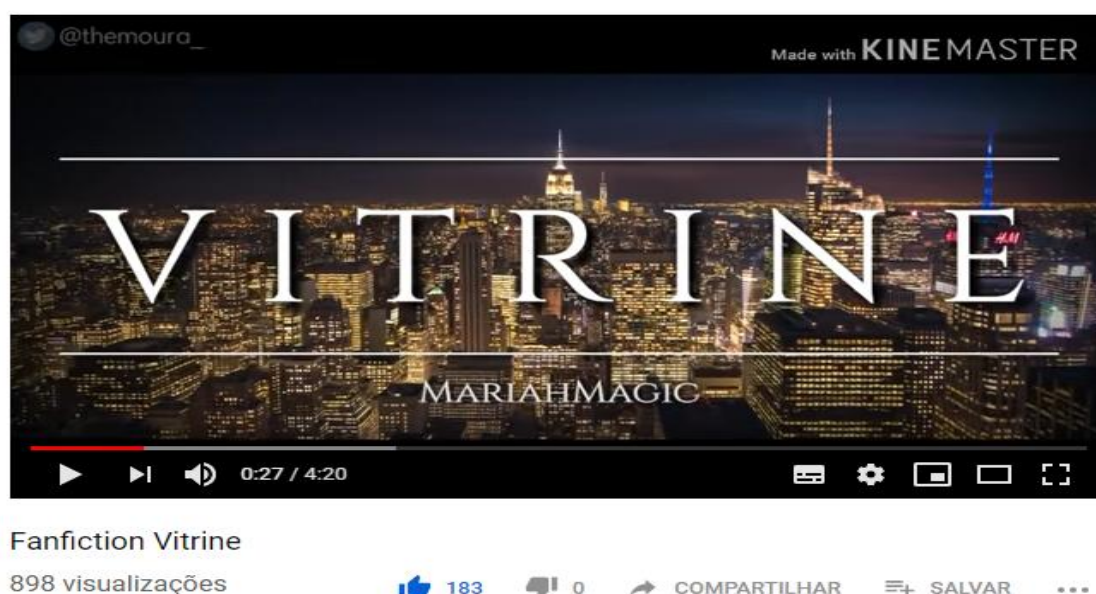 @themoura_
Made with KINEMASTER
H&M
VITRINE
MARIAHMAGIC
0:27 / 4:20
Fanfiction Vitrine
898 visualizações
183 0 COMPARTILHAR SALVAR